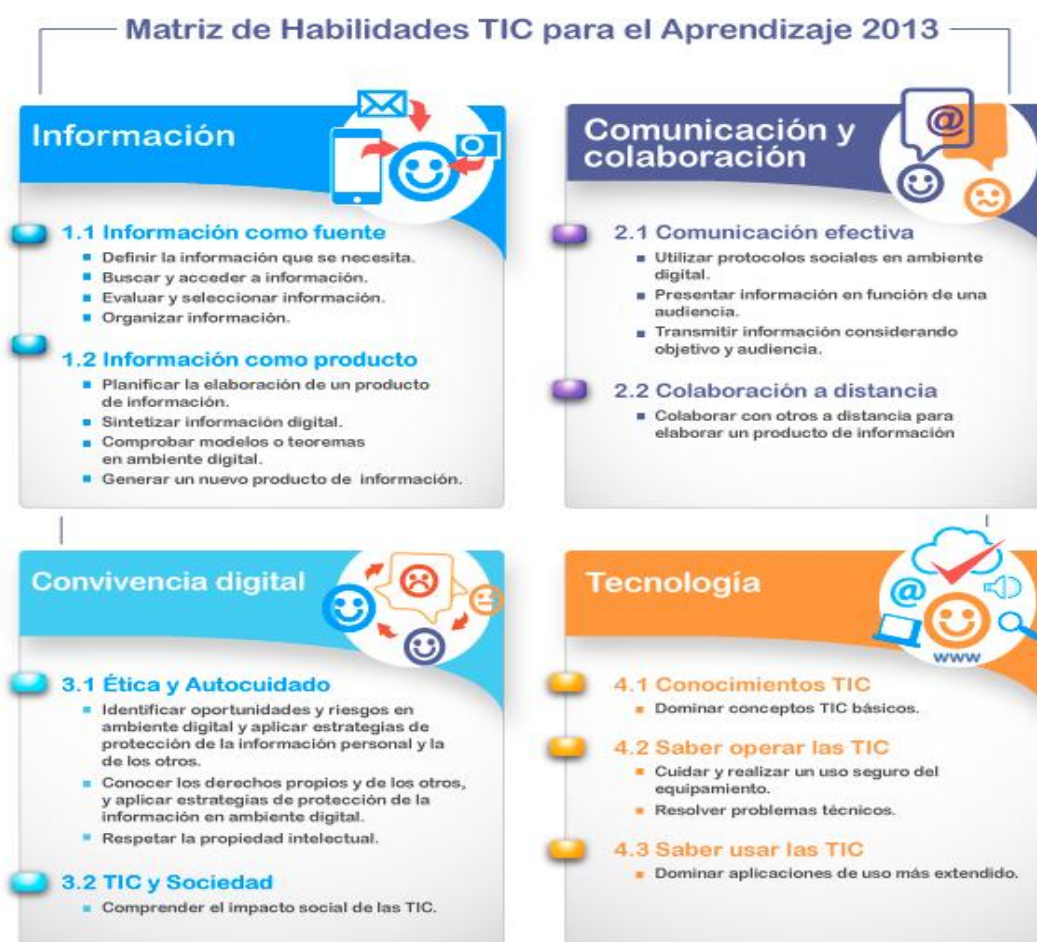 Matriz de Habilidades TIC para el Aprendizaje 2013
Información
1.1 Información como fuente
Definir la información que se necesita.
Buscar y acceder a información.
Evaluar y seleccionar información.
Organizar información.
1.2 Información como producto
Planificar la elaboración de un producto
de información.
Sintetizar información digital.
Comprobar modelos o teoremas
en ambiente digital.
Generar un nuevo producto de información.
Comunicación y
colaboración
@
2.1 Comunicación efectiva
Utilizar protocolos sociales en ambiente
digital.
Presentar información en función de una
audiencia.
Transmitir información considerando
objetivo y audiencia.
2.2 Colaboración a distancia
Colaborar con otros a distancia para
elaborar un producto de información
Convivencia digital
3.1 Ética y Autocuidado
Identificar oportunidades y riesgos en
ambiente digital y aplicar estrategias de
protección de la información personal y la
de los otros.
Conocer los derechos propios y de los otros,
y aplicar estrategias de protección de la
información en ambiente digital.
Respetar la propiedad intelectual.
3.2 TIC y Sociedad
Comprender el impacto social de las TIC.
Tecnología
@
www
4.1 Conocimientos TIC
Dominar conceptos TIC básicos.
4.2 Saber operar las TIC
Cuidar y realizar un uso seguro del
equipamiento.
Resolver problemas técnicos.
4.3 Saber usar las TIC
Dominar aplicaciones de uso más extendido.